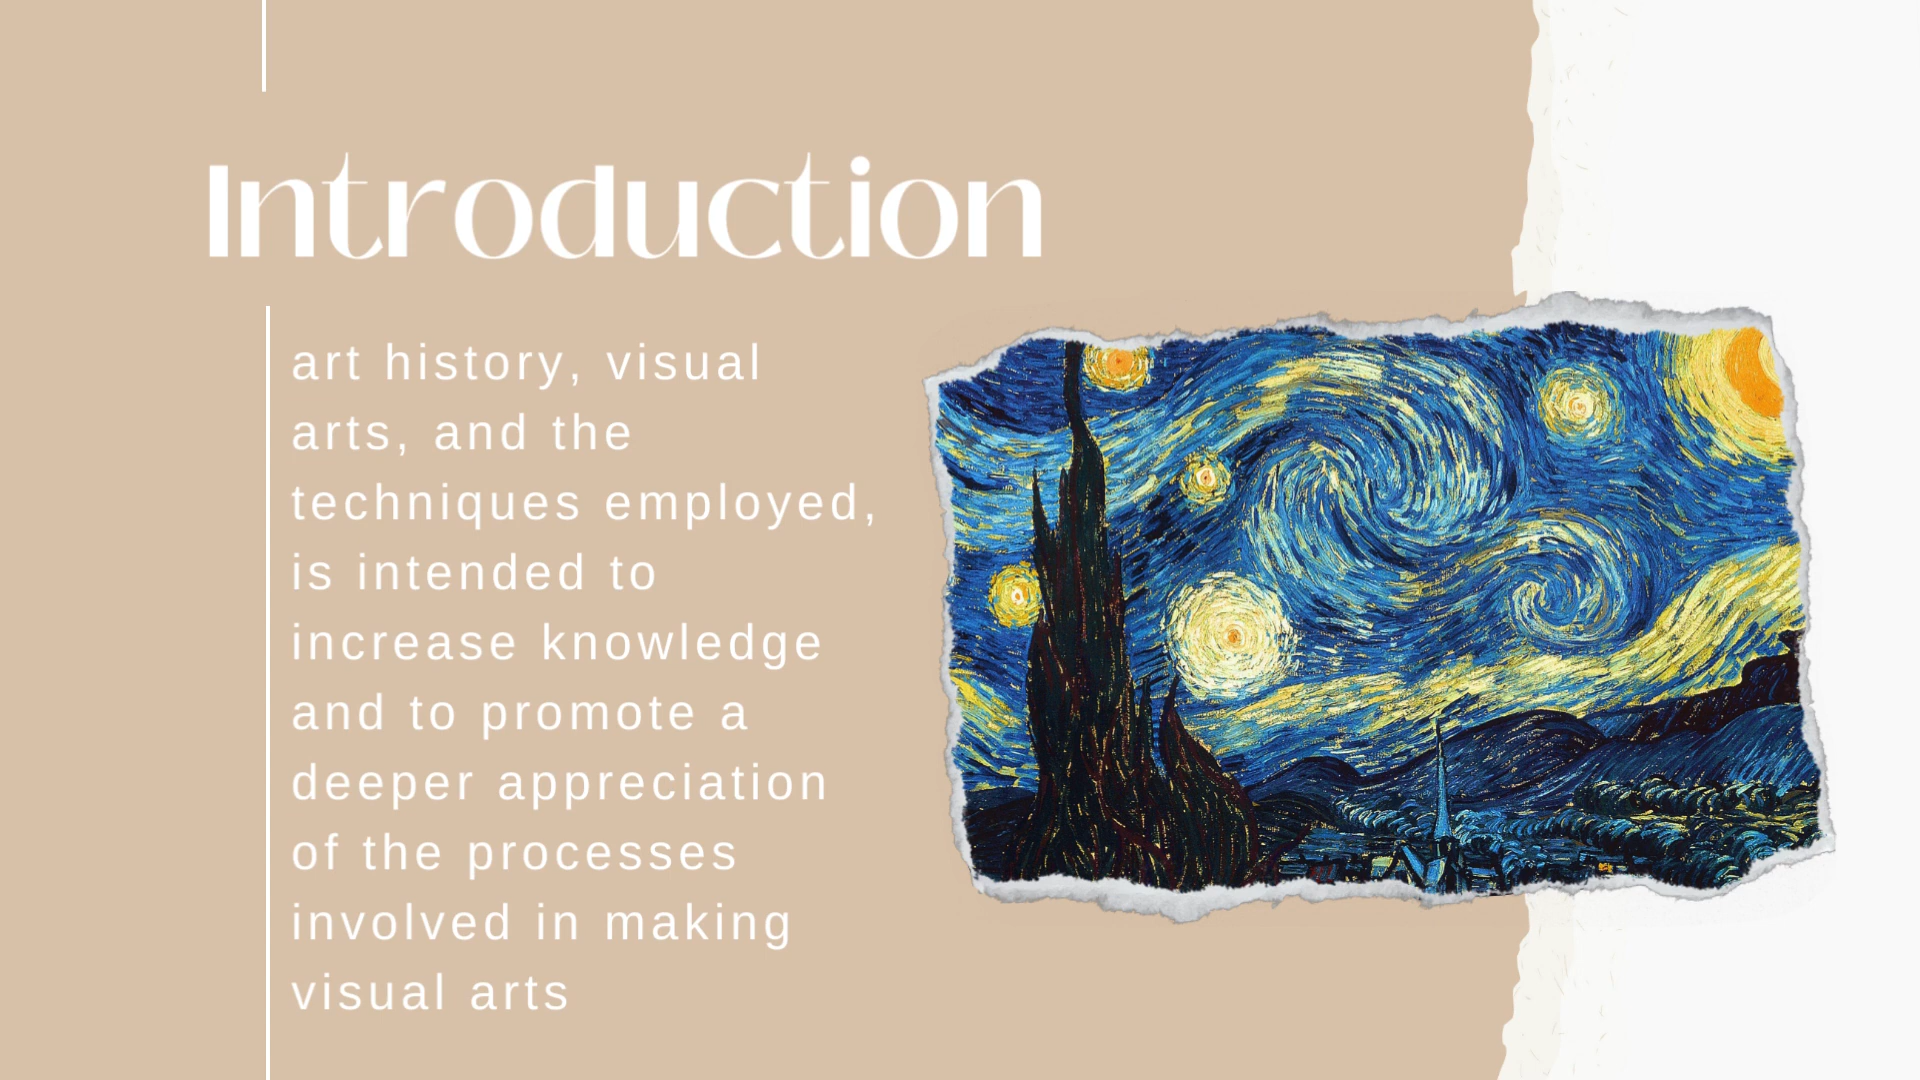 Introduction
art history, visual
arts, and the
techniques employed,
is intended to
increase knowledge
and to promote a
deeper appreciation
of the processes
involved in making
visual arts